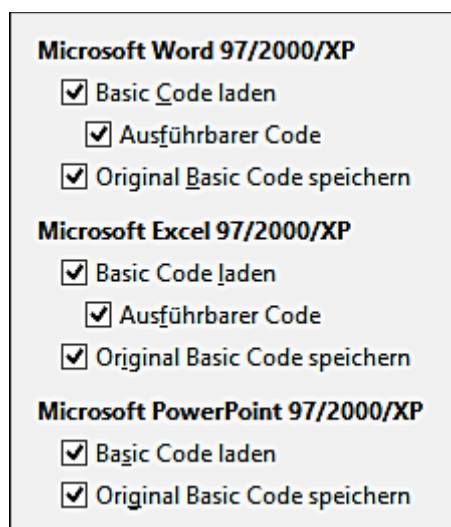 Microsoft Word 97/2000/XP
Basic Code laden
Ausführbarer Code
Original Basic Code speichern
Microsoft Excel 97/2000/XP
Basic Code laden
Ausführbarer Code
Original Basic Code speichern
Microsoft PowerPoint 97/2000/XP
Basic Code laden
Original Basic Code speichern